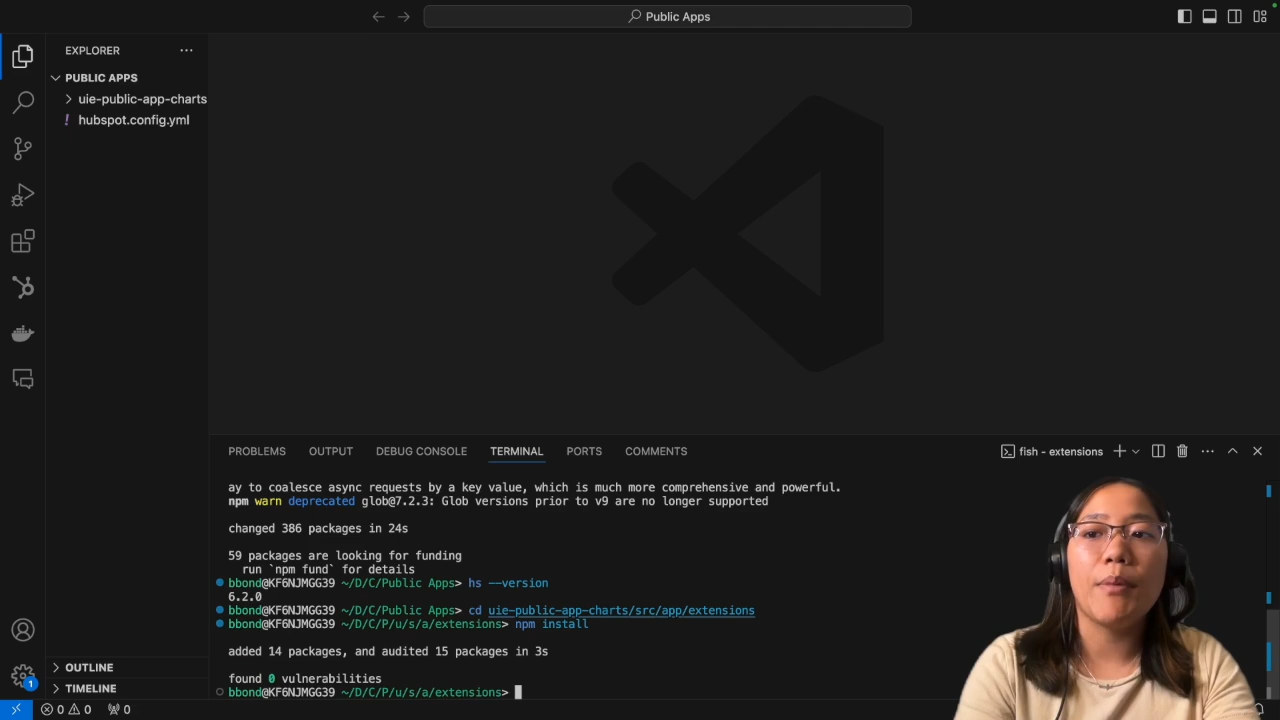 Public Apps
EXPLORER
PUBLIC APPS
uie-public-app-charts
! hubspot.config.yml
PROBLEMS OUTPUT DEBUG CONSOLE TERMINAL PORTS COMMENTS
fish - extensions
ay to coalesce async requests by a key value, which is much more comprehensive and powerful.
npm warn deprecated glob@7.2.3: Glob versions prior to v9 are no longer supported
changed 386 packages in 24s
59 packages are looking for funding
run `npm fund` for details
bbond@KF6NJMGG39 ~/D/C/Public Apps> hs --version
6.2.0
bbond@KF6NJMGG39 ~/D/C/Public Apps> cd uie-public-app-charts/src/app/extensions
bbond@KF6NJMGG39 ~/D/C/P/u/s/a/extensions> npm install
added 14 packages, and audited 15 packages in 3s
found 0 vulnerabilities
bbond@KF6NJMGG39 ~/D/C/P/u/s/a/extensions>
OUTLINE
1
TIMELINE
0 0 0